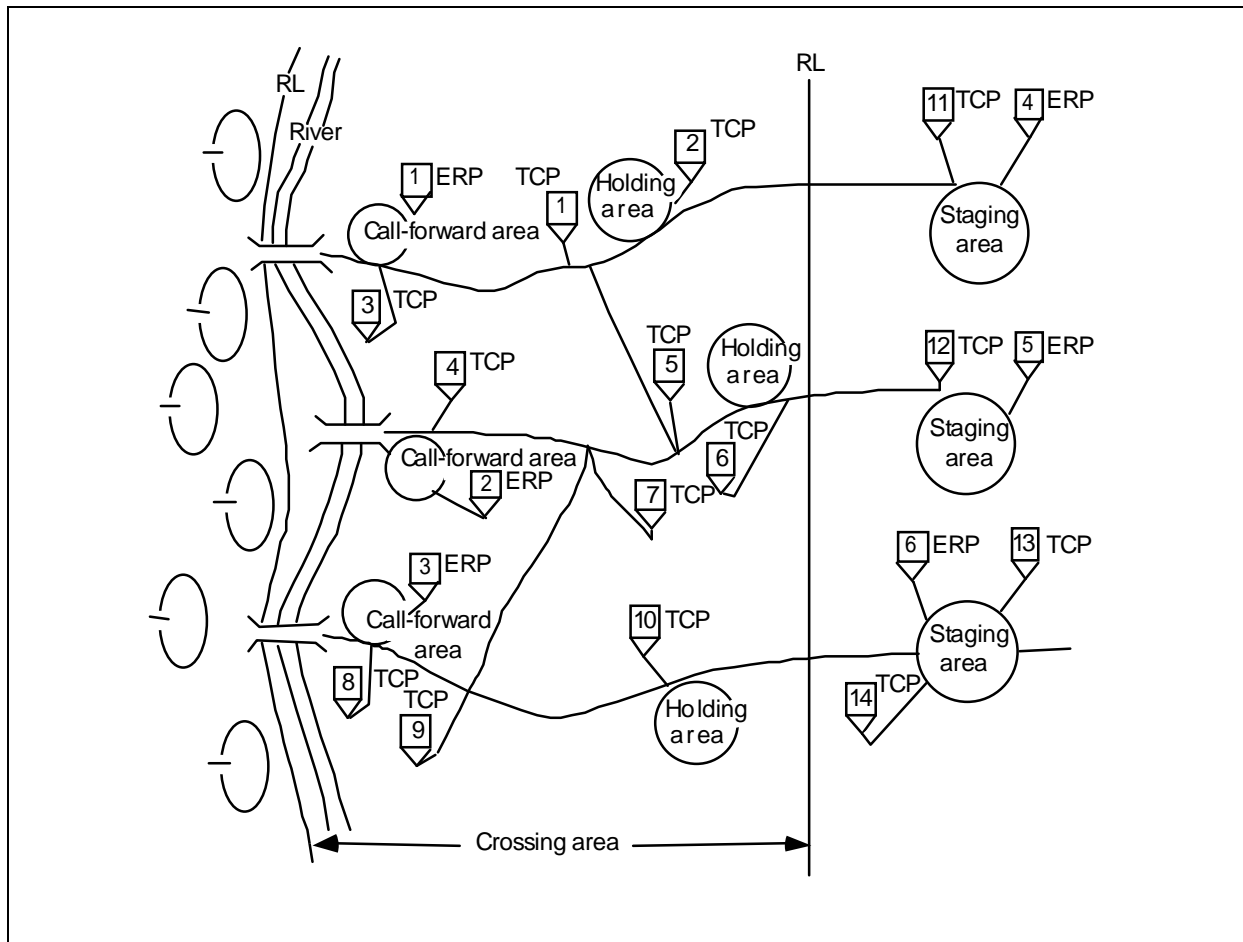 RL
RL
River
11 TCP
4 ERP
2 TCP
1 ERP
TCP
1
Holding
area
Call-forward area
Staging
area
3 TCP
TCP
5
Holding
area
12 TCP
5 ERP
4 TCP
Call-forward area
2 ERP
TCP
6
7 TCP
Staging
area
3 ERP
6 ERP
13 TCP
Call-forward
area
10 TCP
Staging
area
8 TCP
TCP
9
Holding
area
14 TCP
Crossing area